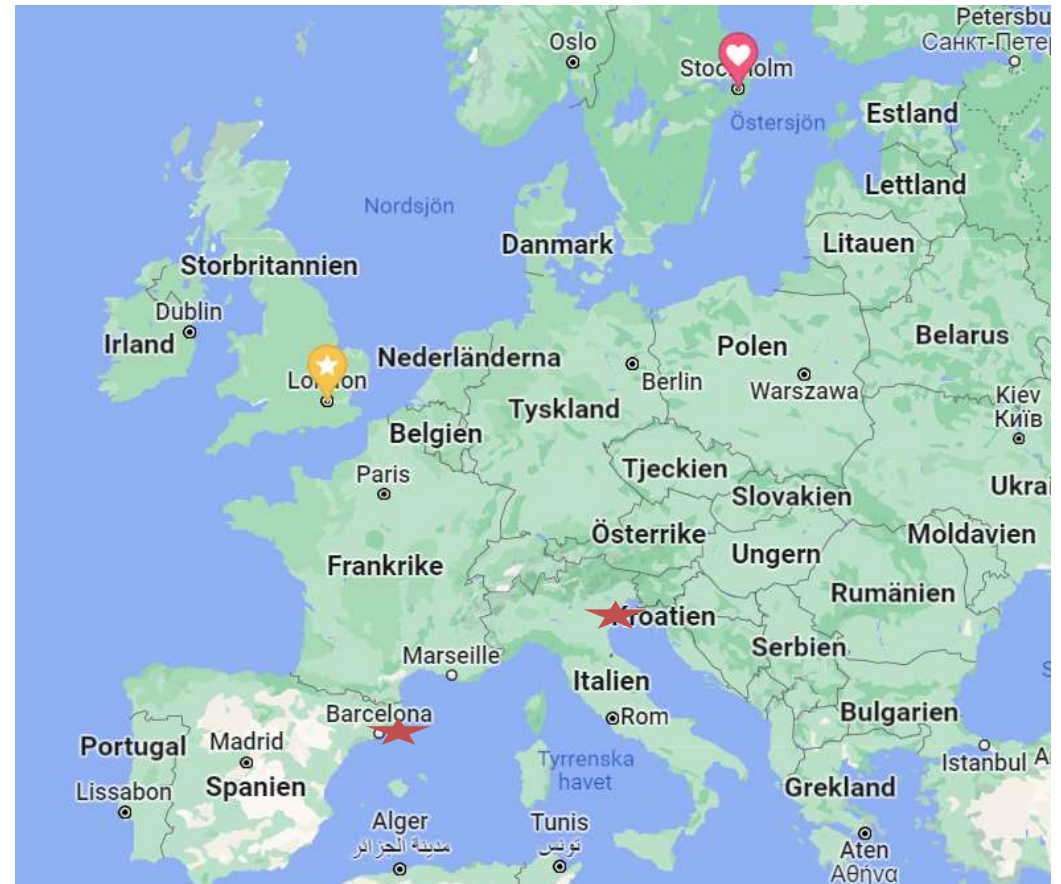 Petersbu
Oslo
Санкт-Петер
Stockholm
Estland
Östersjön
Lettland
Nordsjön
Danmark
Litauen
Storbritannien
Dublin
Irland
Belarus
Polen
Nederländerna
London
Berlin
Warszawa
Kiev
Київ
Tyskland
Belgien
Paris
Tjeckien
Slovakien
Ukrai
Österrike
Moldavien
Ungern
Frankrike
Rumänien
Kroatien
Serbien
Marseille
Italien
Barcelona
Rom
Bulgarien
Portugal
Madrid
Tyrrenska
havet
Istanbul
A
Spanien
Grekland
Lissabon
Alger
مدينة الجزائر
Tunis
تونس
Aten
Αθήνα
S